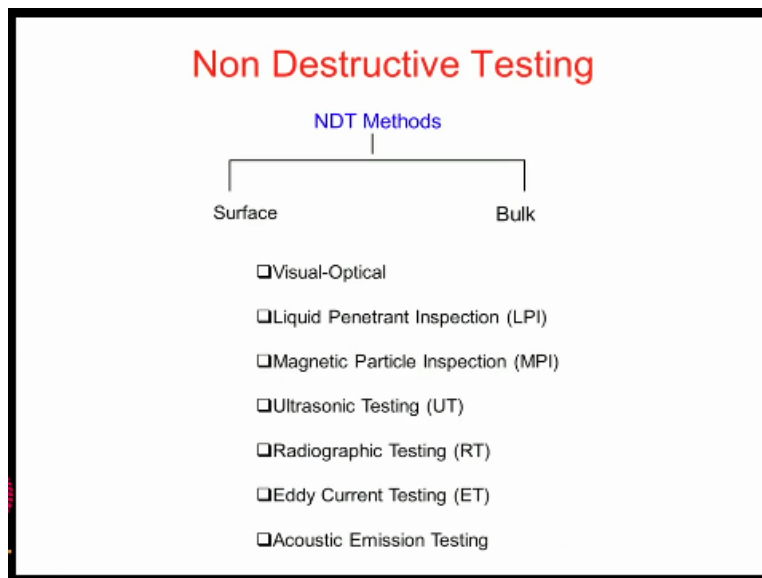 Non Destructive Testing
NDT Methods
Surface Bulk
❑Visual-Optical
❑Liquid Penetrant Inspection (LPI)
❑Magnetic Particle Inspection (MPI)
❑Ultrasonic Testing (UT)
❑Radiographic Testing (RT)
❑Eddy Current Testing (ET)
❑Acoustic Emission Testing